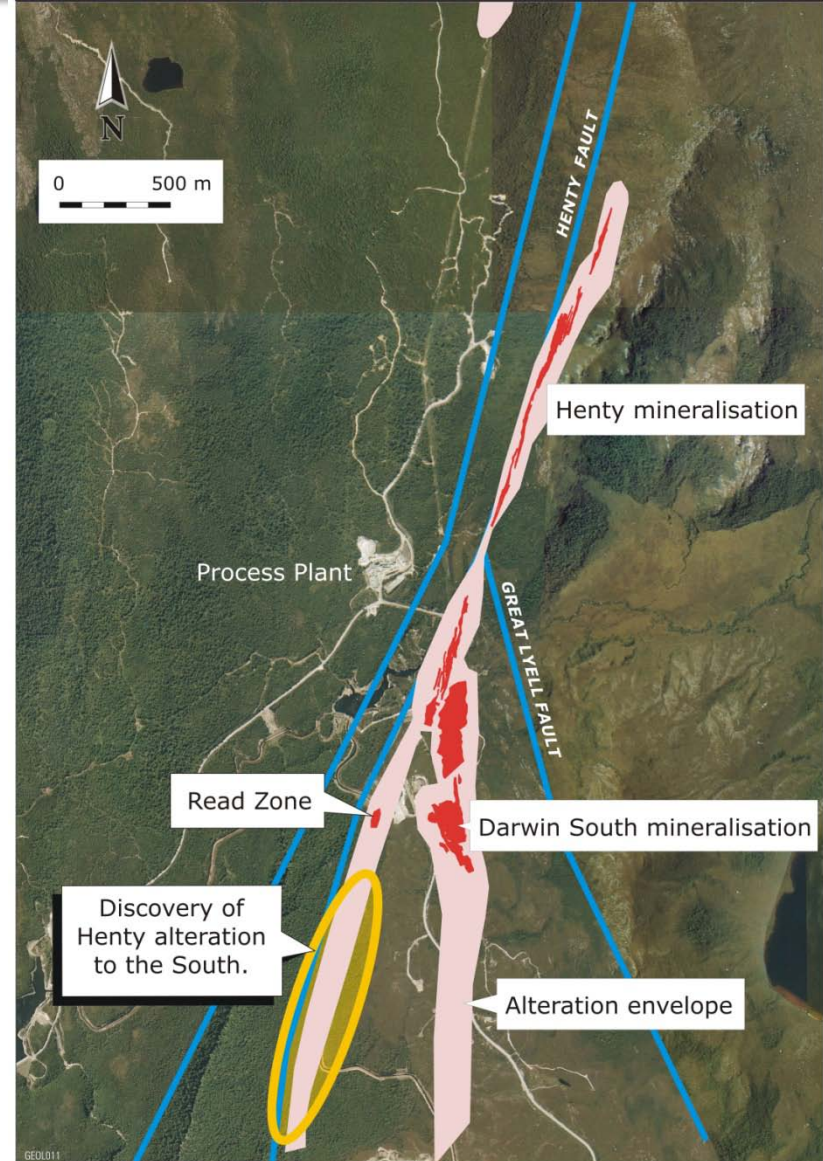 N
0 500 m
HENTY FAULT
Henty mineralisation
Process Plant
GREAT LYELL FAULT
Read Zone
Darwin South mineralisation
Discovery of
Henty alteration
to the South.
Alteration envelope
GEOL011